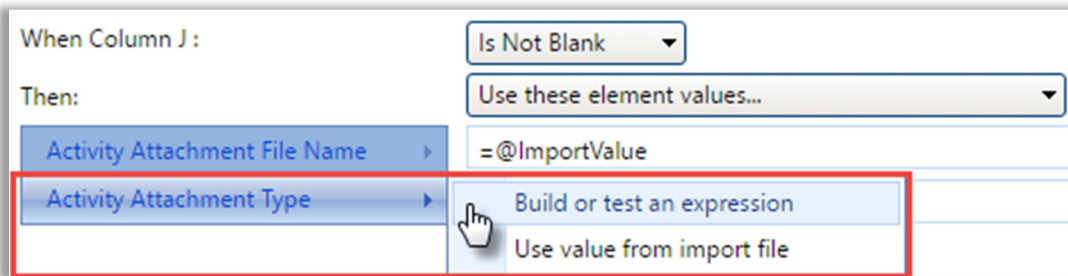 When Column J : Is Not Blank
Then: Use these element values...
Activity Attachment File Name =@ImportValue
Activity Attachment Type Build or test an expression
Use value from import file